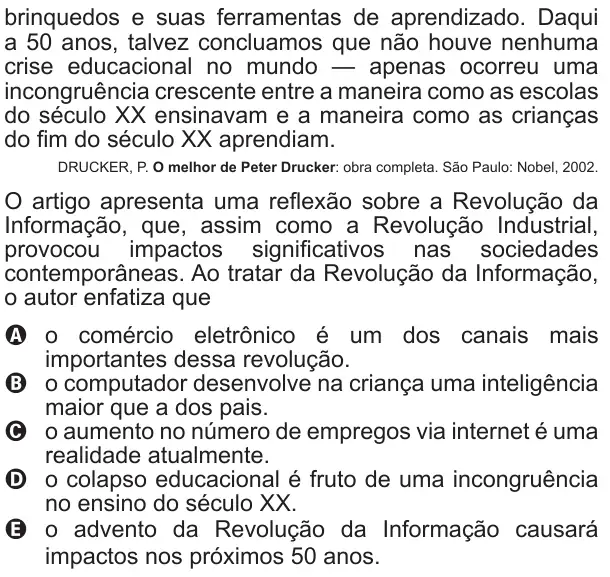 brinquedos e suas ferramentas de aprendizado. Daqui
a 50 anos, talvez concluamos que não houve nenhuma
crise educacional no mundo — apenas ocorreu uma
incongruência crescente entre a maneira como as escolas
do século XX ensinavam e a maneira como as crianças
do fim do século XX aprendiam.
DRUCKER, P. O melhor de Peter Drucker: obra completa. São Paulo: Nobel, 2002.
O artigo apresenta uma reflexão sobre a Revolução da
Informação, que, assim como a Revolução Industrial,
provocou impactos significativos nas sociedades
contemporâneas. Ao tratar da Revolução da Informação,
o autor enfatiza que
A o comércio eletrônico é um dos canais mais
importantes dessa revolução.
B o computador desenvolve na criança uma inteligência
maior que a dos pais.
C o aumento no número de empregos via internet é uma
realidade atualmente.
D o colapso educacional é fruto de uma incongruência
no ensino do século XX.
E o advento da Revolução da Informação causará
impactos nos próximos 50 anos.